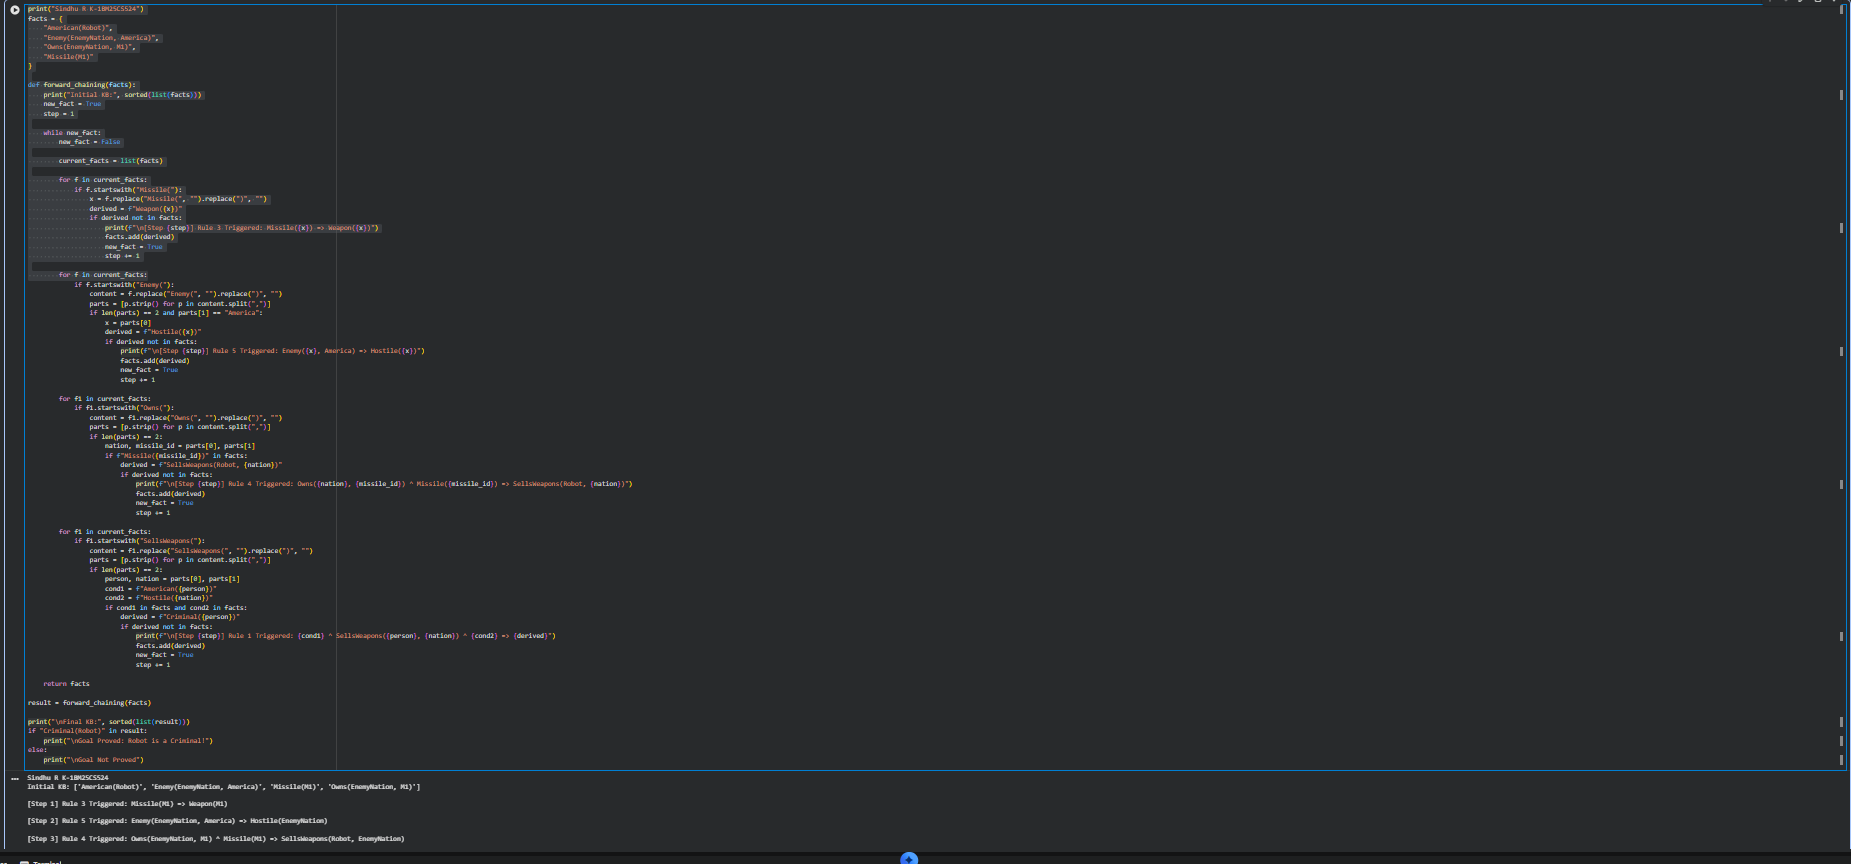 print("Sindhu R K-1BM25CS524")
facts = {
"American(Robot)",
"Enemy(EnemyNation, America)",
"Owns(EnemyNation, M1)",
"Missile(M1)"
}
def forward_chaining(facts):
print("Initial KB:", sorted(list(facts)))
new_fact = True
step = 1
while new_fact:
new_fact = False
current_facts = list(facts)
for f in current_facts:
if f.startswith("Missile("):
x = f.replace("Missile(", "").replace(")", "")
derived = f"Weapon({x})"
if derived not in facts:
print(f"\n[Step {step}] Rule 3 Triggered: Missile({x}) => Weapon({x})")
facts.add(derived)
new_fact = True
step += 1
for f in current_facts:
if f.startswith("Enemy("):
content = f.replace("Enemy(", "").replace(")", "")
parts = [p.strip() for p in content.split(",")]
if len(parts) == 2 and parts[1] == "America":
x = parts[0]
derived = f"Hostile({x})"
if derived not in facts:
print(f"\n[Step {step}] Rule 5 Triggered: Enemy({x}, America) => Hostile({x})")
facts.add(derived)
new_fact = True
step += 1
for f1 in current_facts:
if f1.startswith("Owns("):
content = f1.replace("Owns(", "").replace(")", "")
parts = [p.strip() for p in content.split(",")]
if len(parts) == 2:
nation, missile_id = parts[0], parts[1]
if f"Missile({missile_id})" in facts:
derived = f"SellsWeapons(Robot, {nation})"
if derived not in facts:
print(f"\n[Step {step}] Rule 4 Triggered: Owns({nation}, {missile_id}) ^ Missile({missile_id}) => SellsWeapons(Robot, {nation})")
facts.add(derived)
new_fact = True
step += 1
for f1 in current_facts:
if f1.startswith("SellsWeapons("):
content = f1.replace("SellsWeapons(", "").replace(")", "")
parts = [p.strip() for p in content.split(",")]
if len(parts) == 2:
person, nation = parts[0], parts[1]
cond1 = f"American({person})"
cond2 = f"Hostile({nation})"
if cond1 in facts and cond2 in facts:
derived = f"Criminal({person})"
if derived not in facts:
print(f"\n[Step {step}] Rule 1 Triggered: {cond1} ^ SellsWeapons({person}, {nation}) ^ {cond2} => {derived}")
facts.add(derived)
new_fact = True
step += 1
return facts
result = forward_chaining(facts)
print("\nFinal KB:", sorted(list(result)))
if "Criminal(Robot)" in result:
print("\nGoal Proved: Robot is a Criminal!")
else:
print("\nGoal Not Proved")
Sindhu R K-1BM25CS524
Initial KB: ['American(Robot)', 'Enemy(EnemyNation, America)', 'Missile(M1)', 'Owns(EnemyNation, M1)']
[Step 1] Rule 3 Triggered: Missile(M1) => Weapon(M1)
[Step 2] Rule 5 Triggered: Enemy(EnemyNation, America) => Hostile(EnemyNation)
[Step 3] Rule 4 Triggered: Owns(EnemyNation, M1) ^ Missile(M1) => SellsWeapons(Robot, EnemyNation)
Terminal